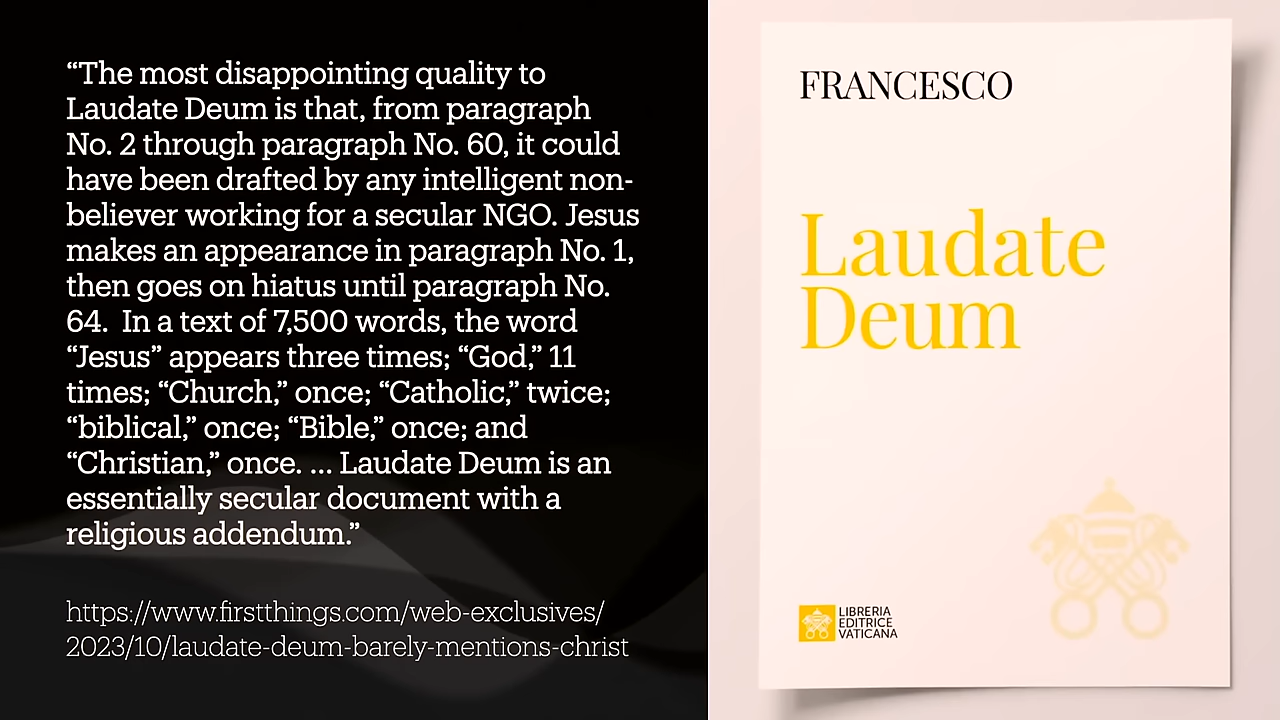 “The most disappointing quality to
Laudate Deum is that, from paragraph
No. 2 through paragraph No. 60, it could
have been drafted by any intelligent non-
believer working for a secular NGO. Jesus
makes an appearance in paragraph No. 1,
then goes on hiatus until paragraph No.
64.  In a text of 7,500 words, the word
“Jesus” appears three times; “God,” 11
times; “Church,” once; “Catholic,” twice;
“biblical,” once; “Bible,” once; and
“Christian,” once. ... Laudate Deum is an
essentially secular document with a
religious addendum.”
https://www.firstthings.com/web-exclusives/
2023/10/laudate-deum-barely-mentions-christ
FRANCESCO
Laudate
Deum
LIBRERIA
EDITRICE
VATICANA